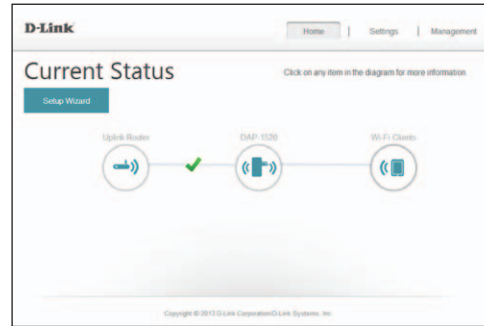 D-Link
Home | Settings | Management
Current Status
Click on any item in the diagram for more information.
Setup Wizard
Uplink Router DAP-1520 Wi-Fi Clients
Copyright © 2013 D-Link Corporation/D-Link Systems, Inc.